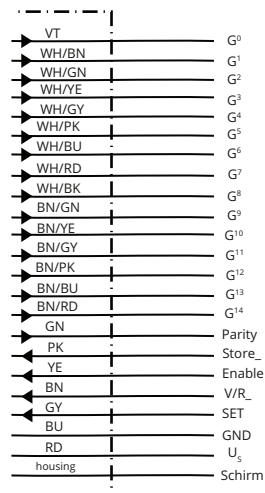 VT G⁰
WH/BN G¹
WH/GN G²
WH/YE G³
WH/GY G⁴
WH/PK G⁵
WH/BU G⁶
WH/RD G⁷
WH/BK G⁸
BN/GN G⁹
BN/YE G¹⁰
BN/GY G¹¹
BN/PK G¹²
BN/BU G¹³
BN/RD G¹⁴
GN Parity
PK Store_
YE Enable
BN V/R_
GY SET
BU GND
RD Uₛ
housing Schirm